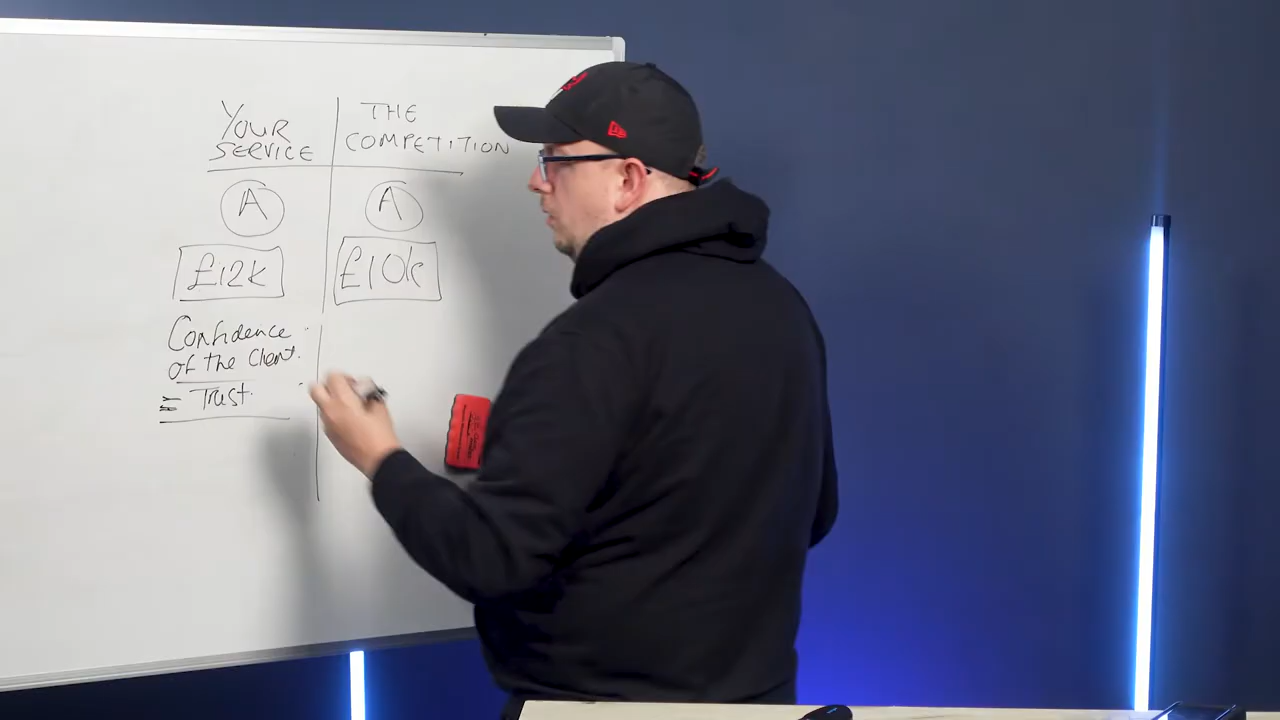 YOUR
SERVICE
THE
COMPETITION
A
A
£12k
£10k
Confidence
of the Client.
= Trust.